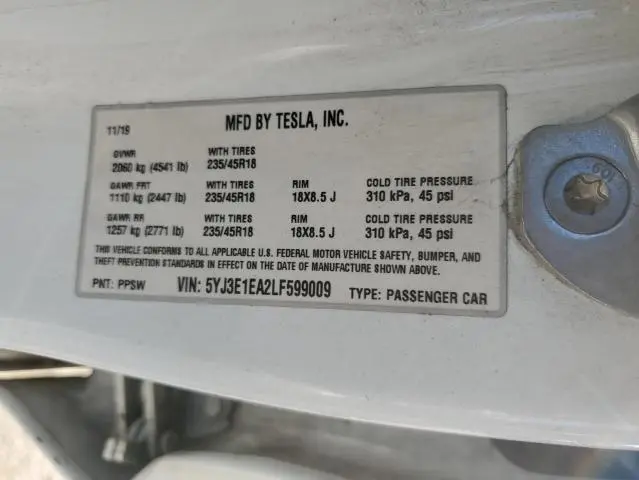 11/19 MFD BY TESLA, INC.
GVWR WITH TIRES
2060 kg (4541 lb) 235/45R18
GAWR FRT WITH TIRES RIM COLD TIRE PRESSURE
1110 kg (2447 lb) 235/45R18 18X8.5 J 310 kPa, 45 psi
GAWR RR WITH TIRES RIM COLD TIRE PRESSURE
1257 kg (2771 lb) 235/45R18 18X8.5 J 310 kPa, 45 psi
THIS VEHICLE CONFORMS TO ALL APPLICABLE U.S. FEDERAL MOTOR VEHICLE SAFETY, BUMPER, AND
THEFT PREVENTION STANDARDS IN EFFECT ON THE DATE OF MANUFACTURE SHOWN ABOVE.
PNT: PPSW VIN: 5YJ3E1EA2LF599009 TYPE: PASSENGER CAR